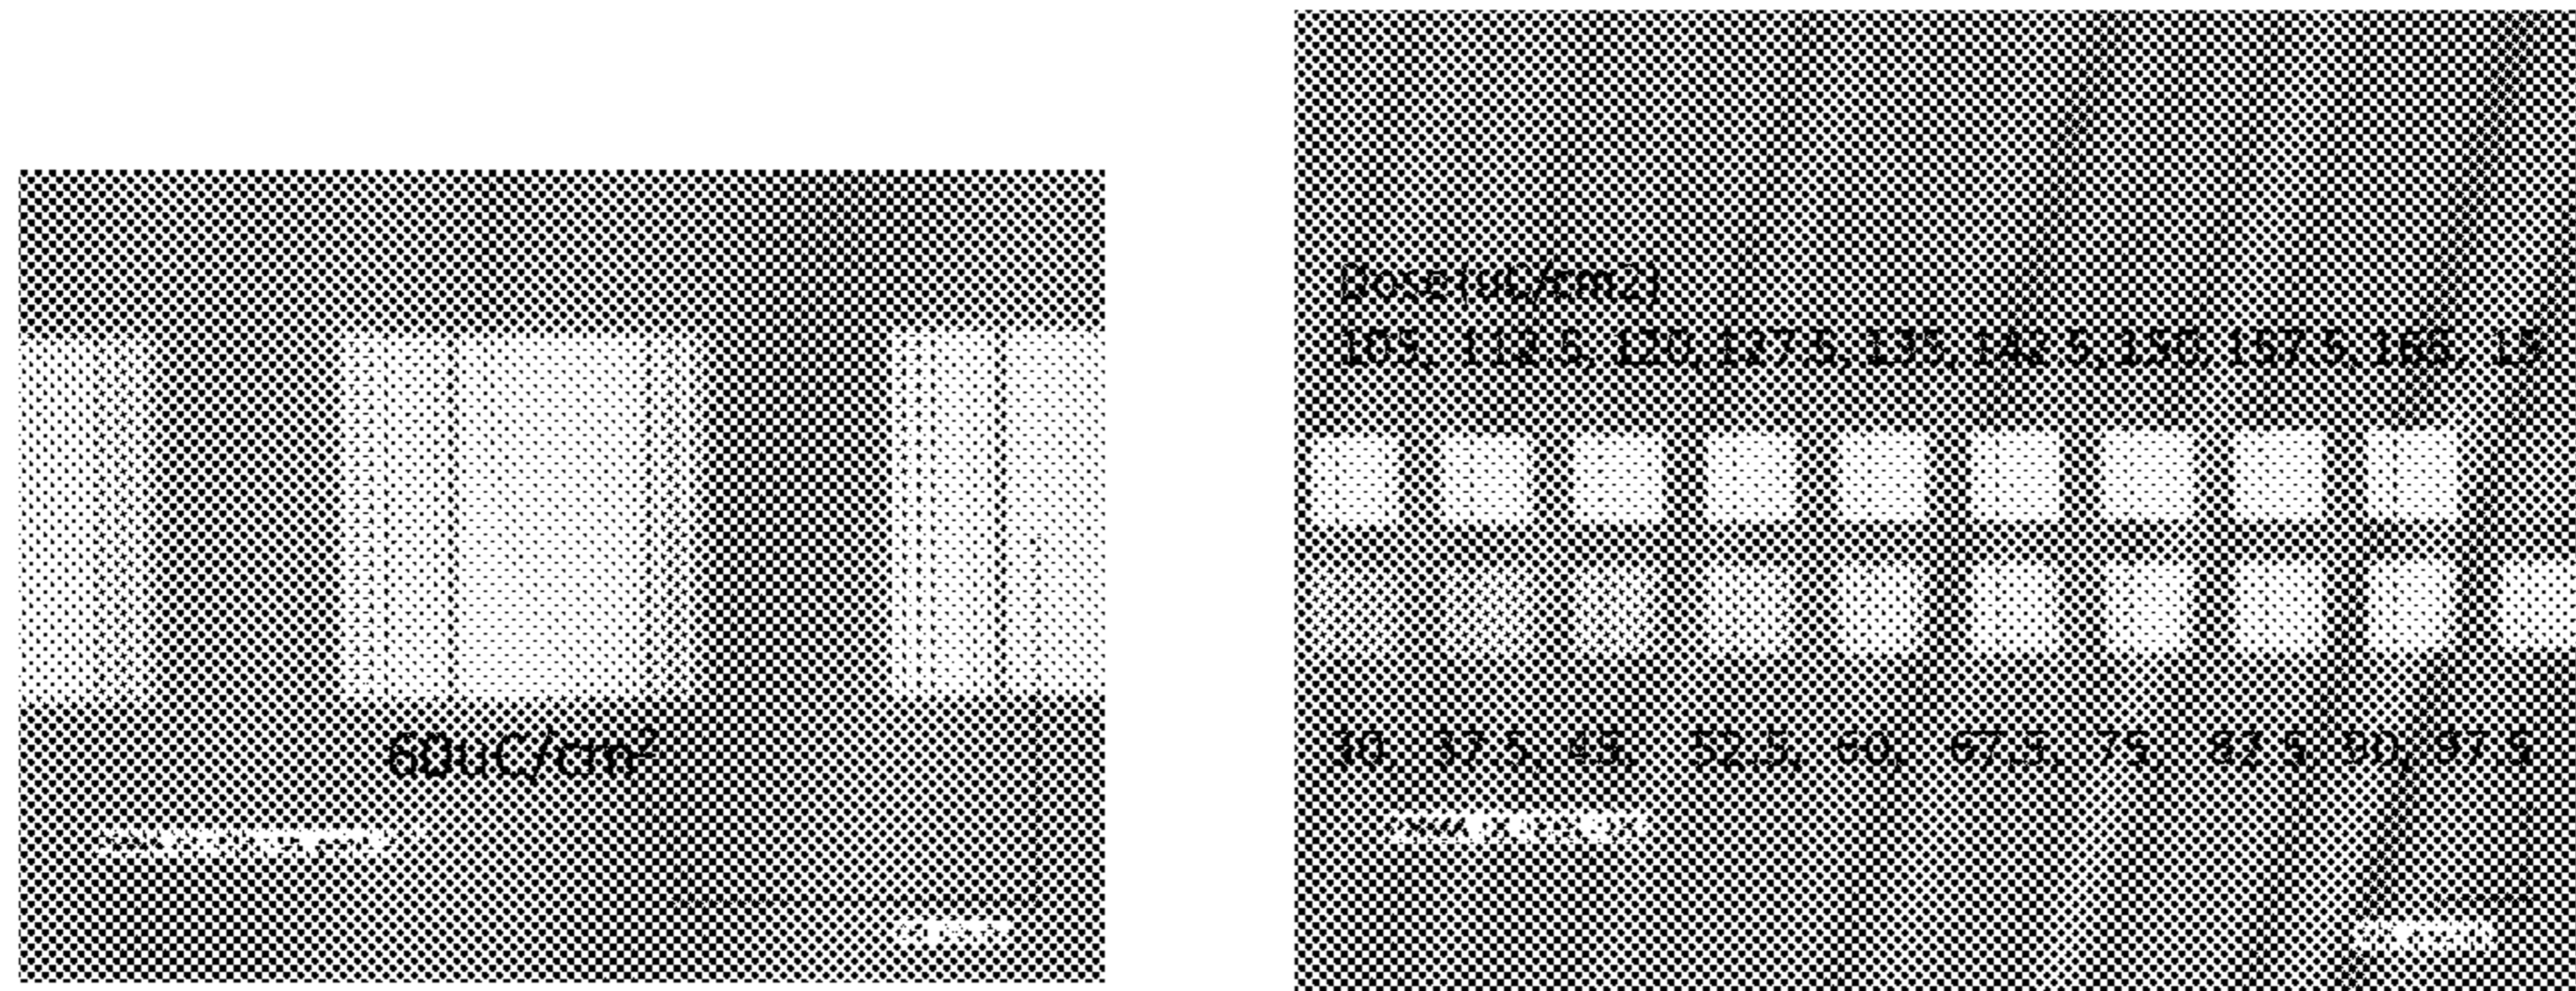 60uC/cm²
Dose (uC/cm2)
105, 112.5, 120, 127.5, 135, 142.5, 150, 157.5, 165,
30, 37.5, 45, 52.5, 60, 67.5, 75, 82.5, 90, 97.5